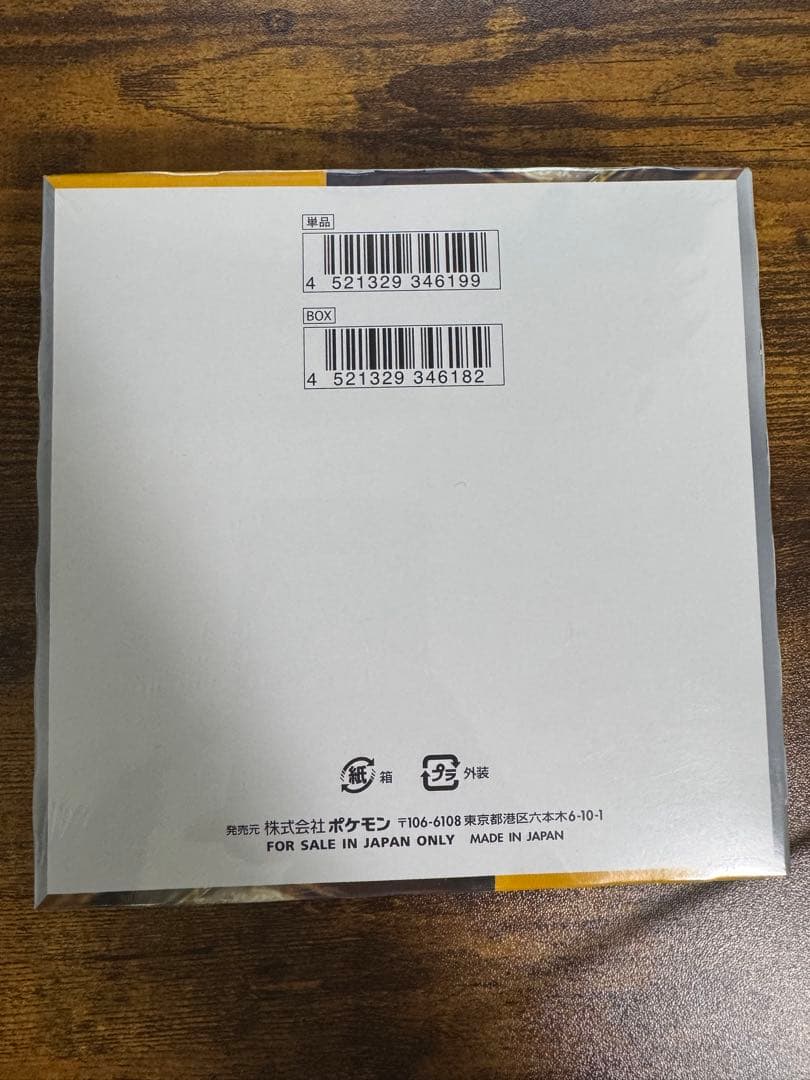 単品
4 521329 346199
BOX
4 521329 346182
紙 箱 プラ 外装
発売元 株式会社 ポケモン 〒106-6108 東京都港区六本木6-10-1
FOR SALE IN JAPAN ONLY MADE IN JAPAN